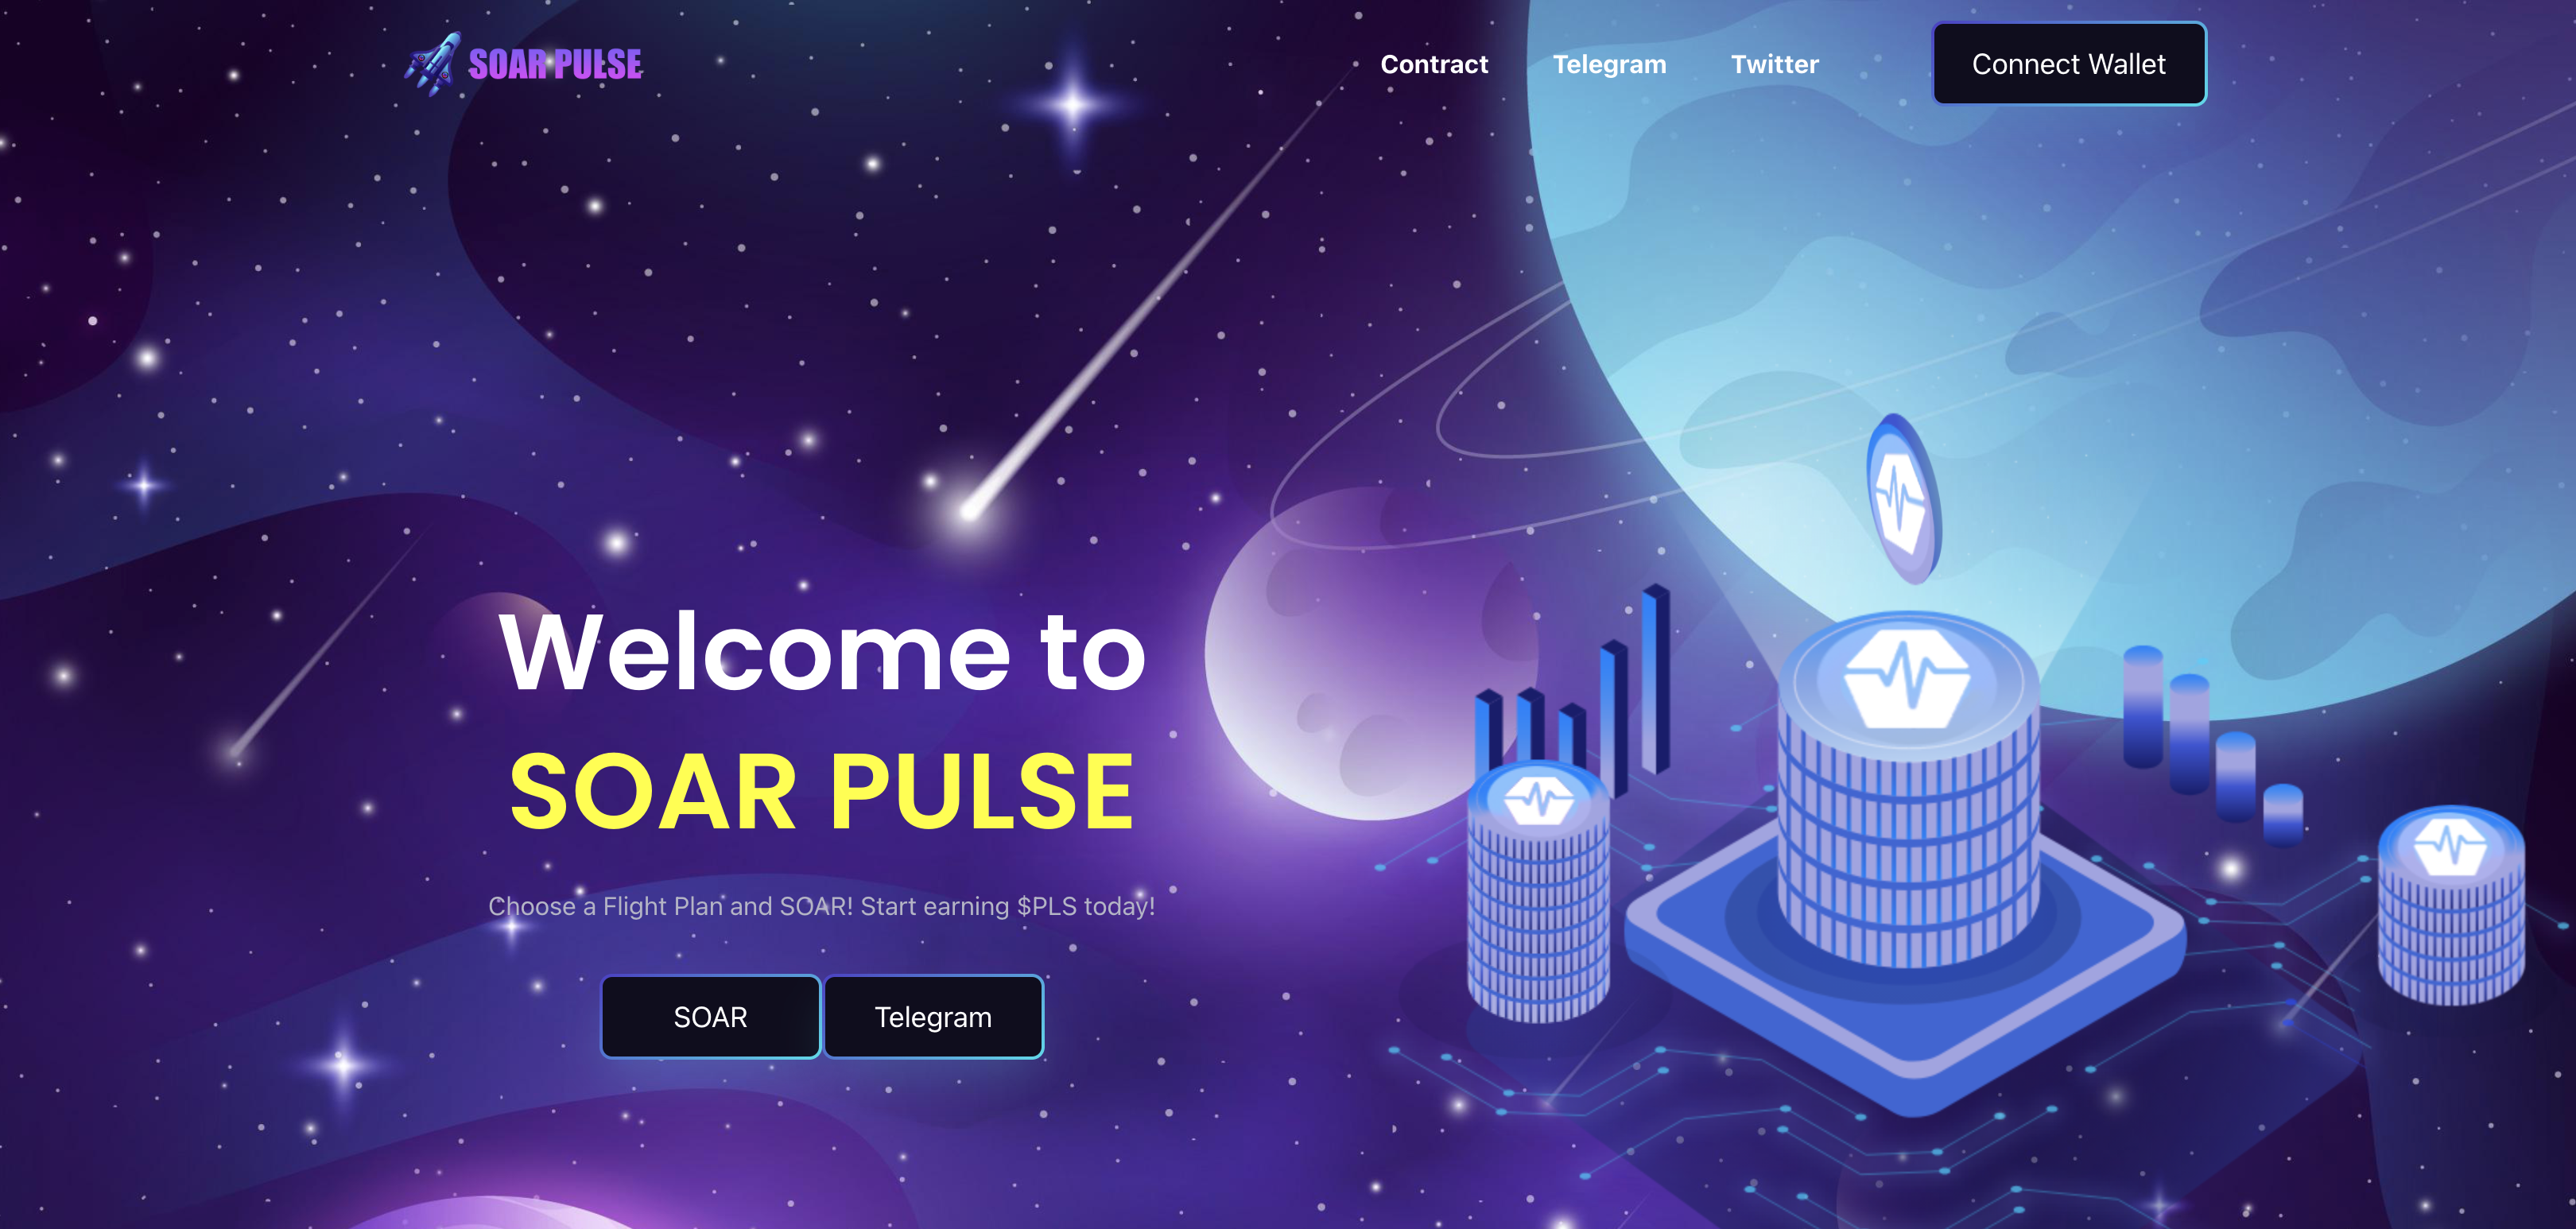 SOAR PULSE
Contract
Telegram
Twitter
Connect Wallet
Welcome to
SOAR PULSE
Choose a Flight Plan and SOAR! Start earning $PLS today!
SOAR
Telegram